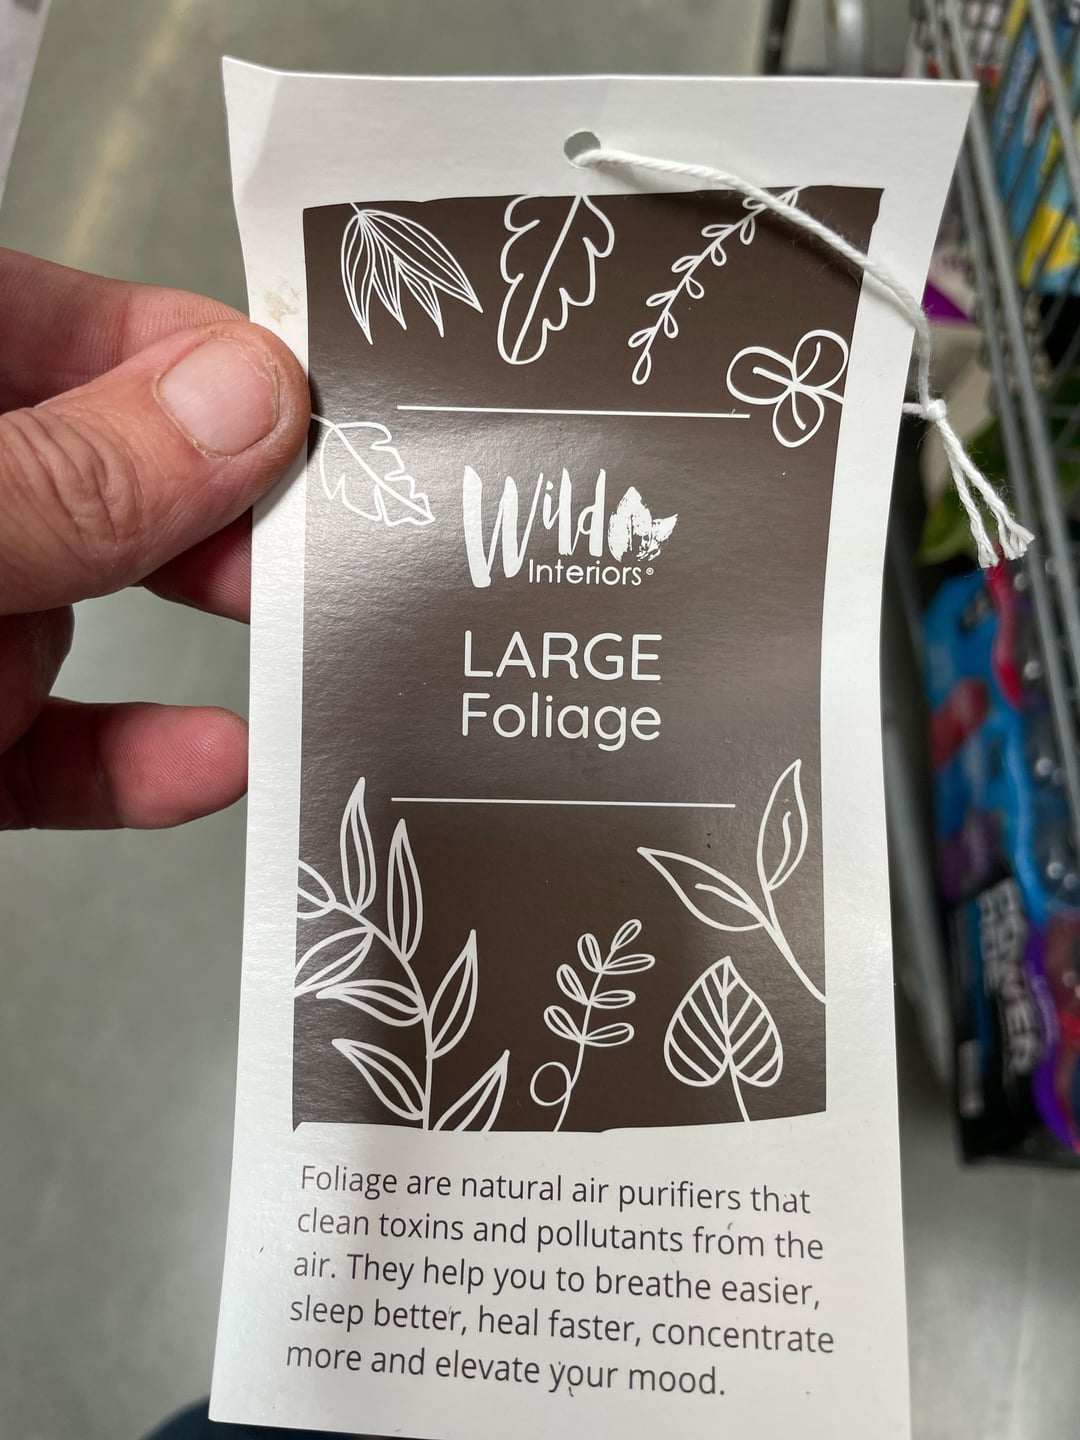 Wild
Interiors®
LARGE
Foliage
Foliage are natural air purifiers that
clean toxins and pollutants from the
air. They help you to breathe easier,
sleep better, heal faster, concentrate
more and elevate your mood.
POWER